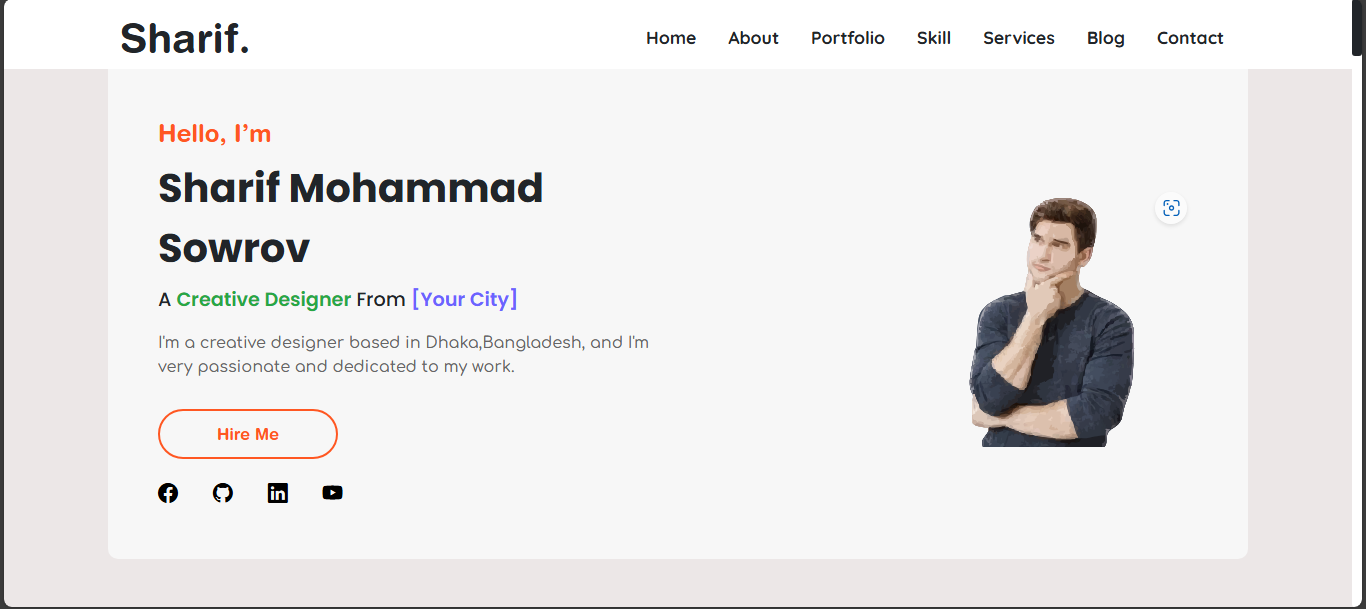 Sharif.
Home About Portfolio Skill Services Blog Contact
Hello, I’m
Sharif Mohammad
Sowrov
A Creative Designer From [Your City]
I'm a creative designer based in Dhaka,Bangladesh, and I'm
very passionate and dedicated to my work.
Hire Me